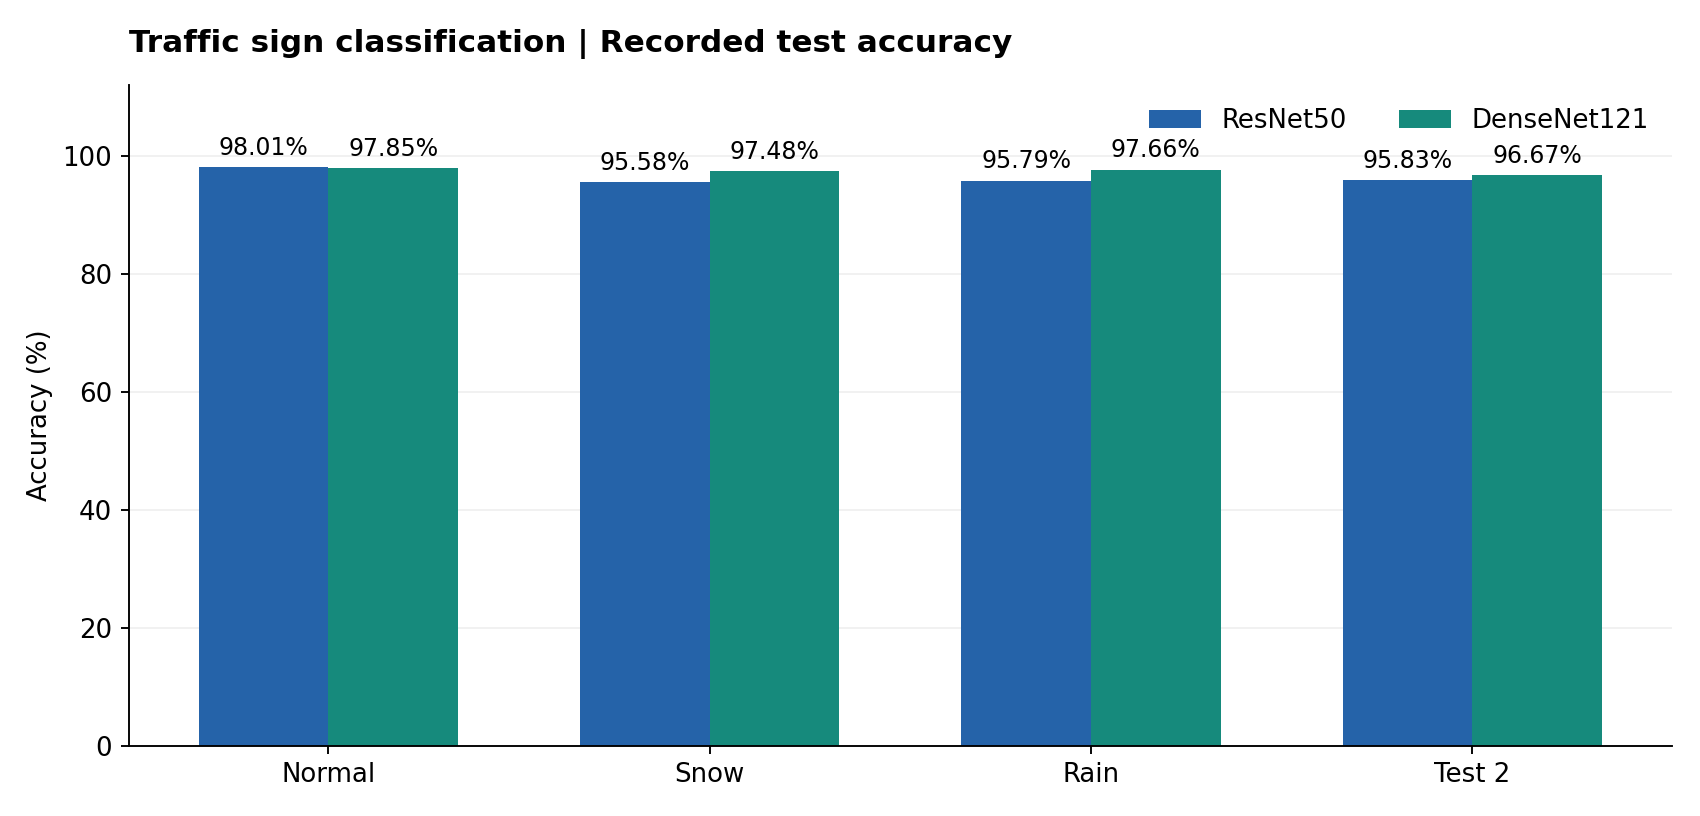 Traffic sign classification | Recorded test accuracy
ResNet50 DenseNet121
98.01% 97.85% 95.58% 97.48% 95.79% 97.66% 95.83% 96.67%
100
80
60
40
20
0
Accuracy (%)
Normal Snow Rain Test 2